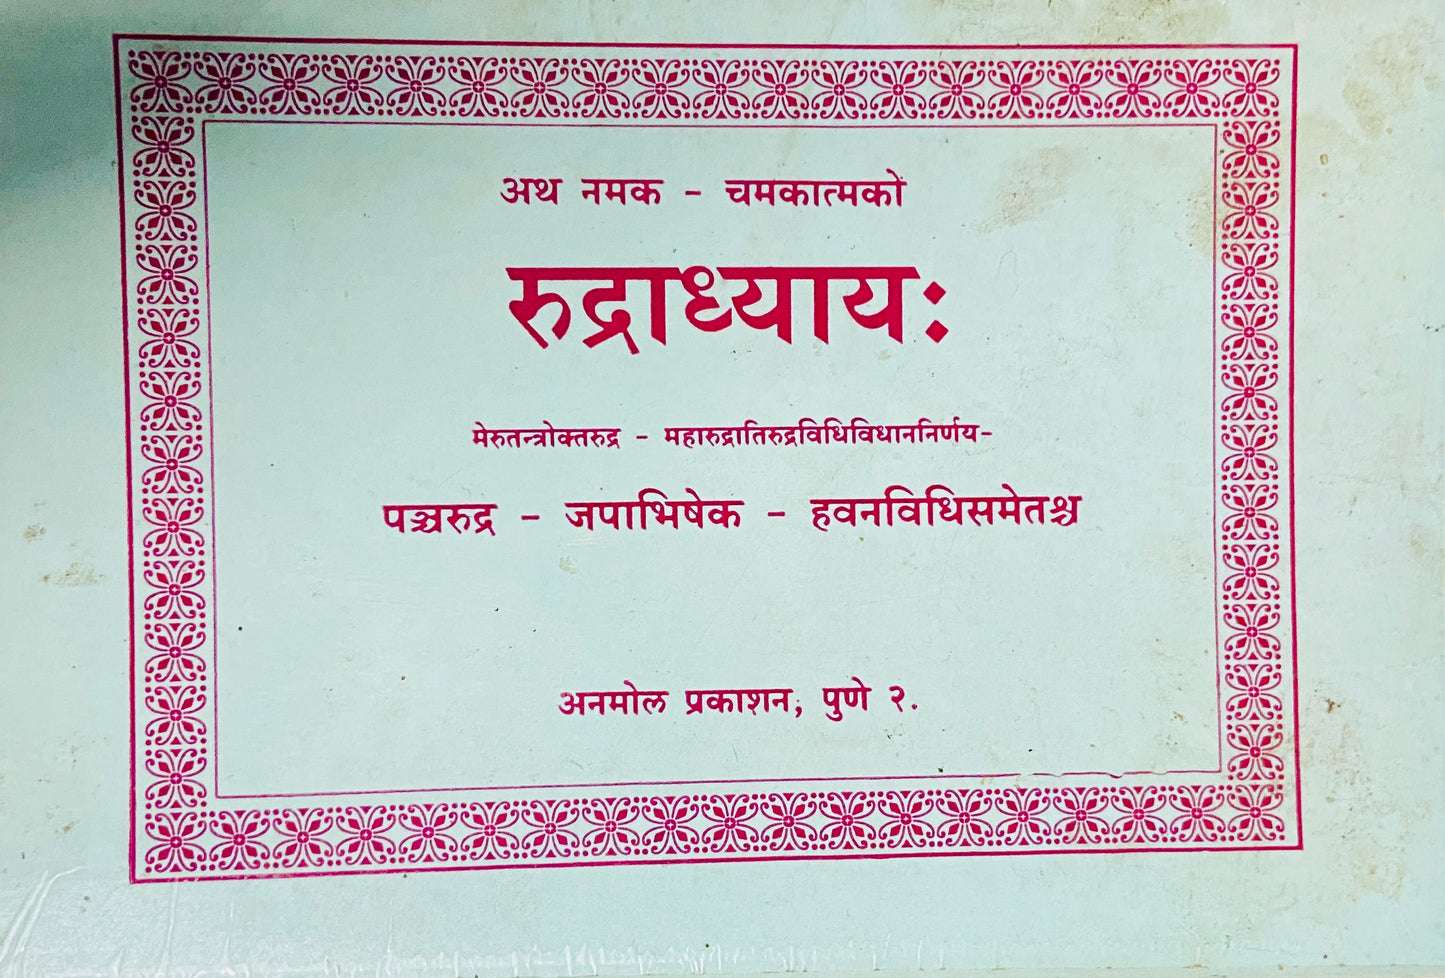 अथ नमक - चमकात्मको
रुद्राध्यायः
मेरुतन्त्रोक्तरुद्र - महारुद्रातिरुद्रविधिविधाननिर्णय-
पञ्चरुद्र - जपाभिषेक - हवनविधिसमेतश्च
अनमोल प्रकाशन, पुणे २.